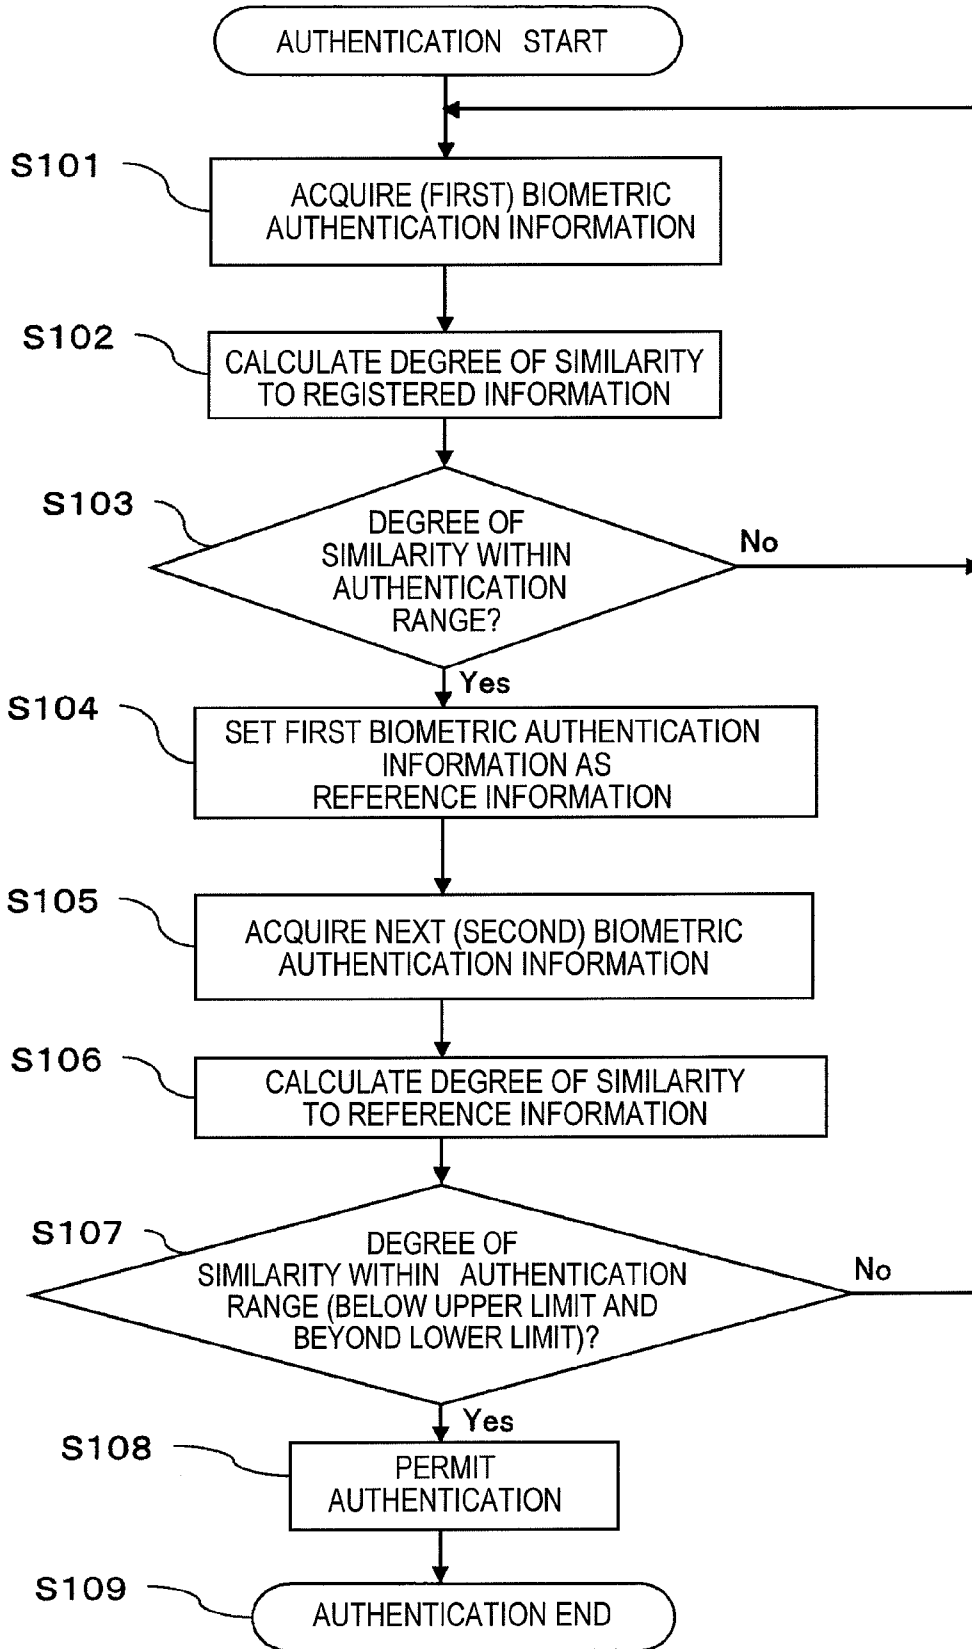 AUTHENTICATION START
S101
ACQUIRE (FIRST) BIOMETRIC
AUTHENTICATION INFORMATION
S102
CALCULATE DEGREE OF SIMILARITY
TO REGISTERED INFORMATION
S103
DEGREE OF
SIMILARITY WITHIN
AUTHENTICATION
RANGE?
No
Yes
S104
SET FIRST BIOMETRIC AUTHENTICATION
INFORMATION AS
REFERENCE INFORMATION
S105
ACQUIRE NEXT (SECOND) BIOMETRIC
AUTHENTICATION INFORMATION
S106
CALCULATE DEGREE OF SIMILARITY
TO REFERENCE INFORMATION
S107
DEGREE OF
SIMILARITY WITHIN AUTHENTICATION
RANGE (BELOW UPPER LIMIT AND
BEYOND LOWER LIMIT)?
No
Yes
S108
PERMIT
AUTHENTICATION
S109
AUTHENTICATION END